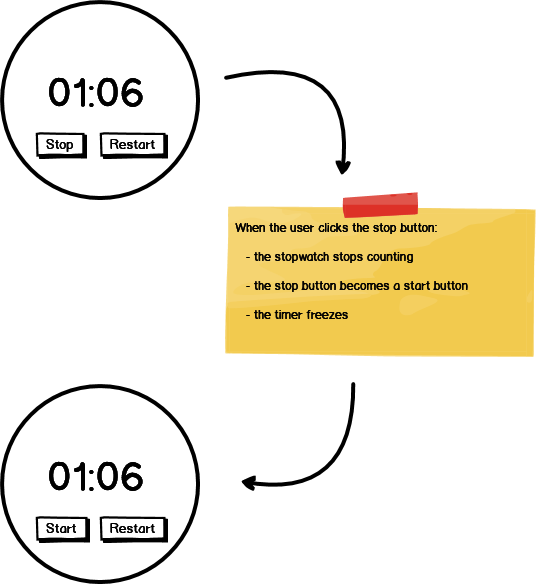 01:06
Stop Restart
When the user clicks the stop button:
- the stopwatch stops counting
- the stop button becomes a start button
- the timer freezes
01:06
Start Restart